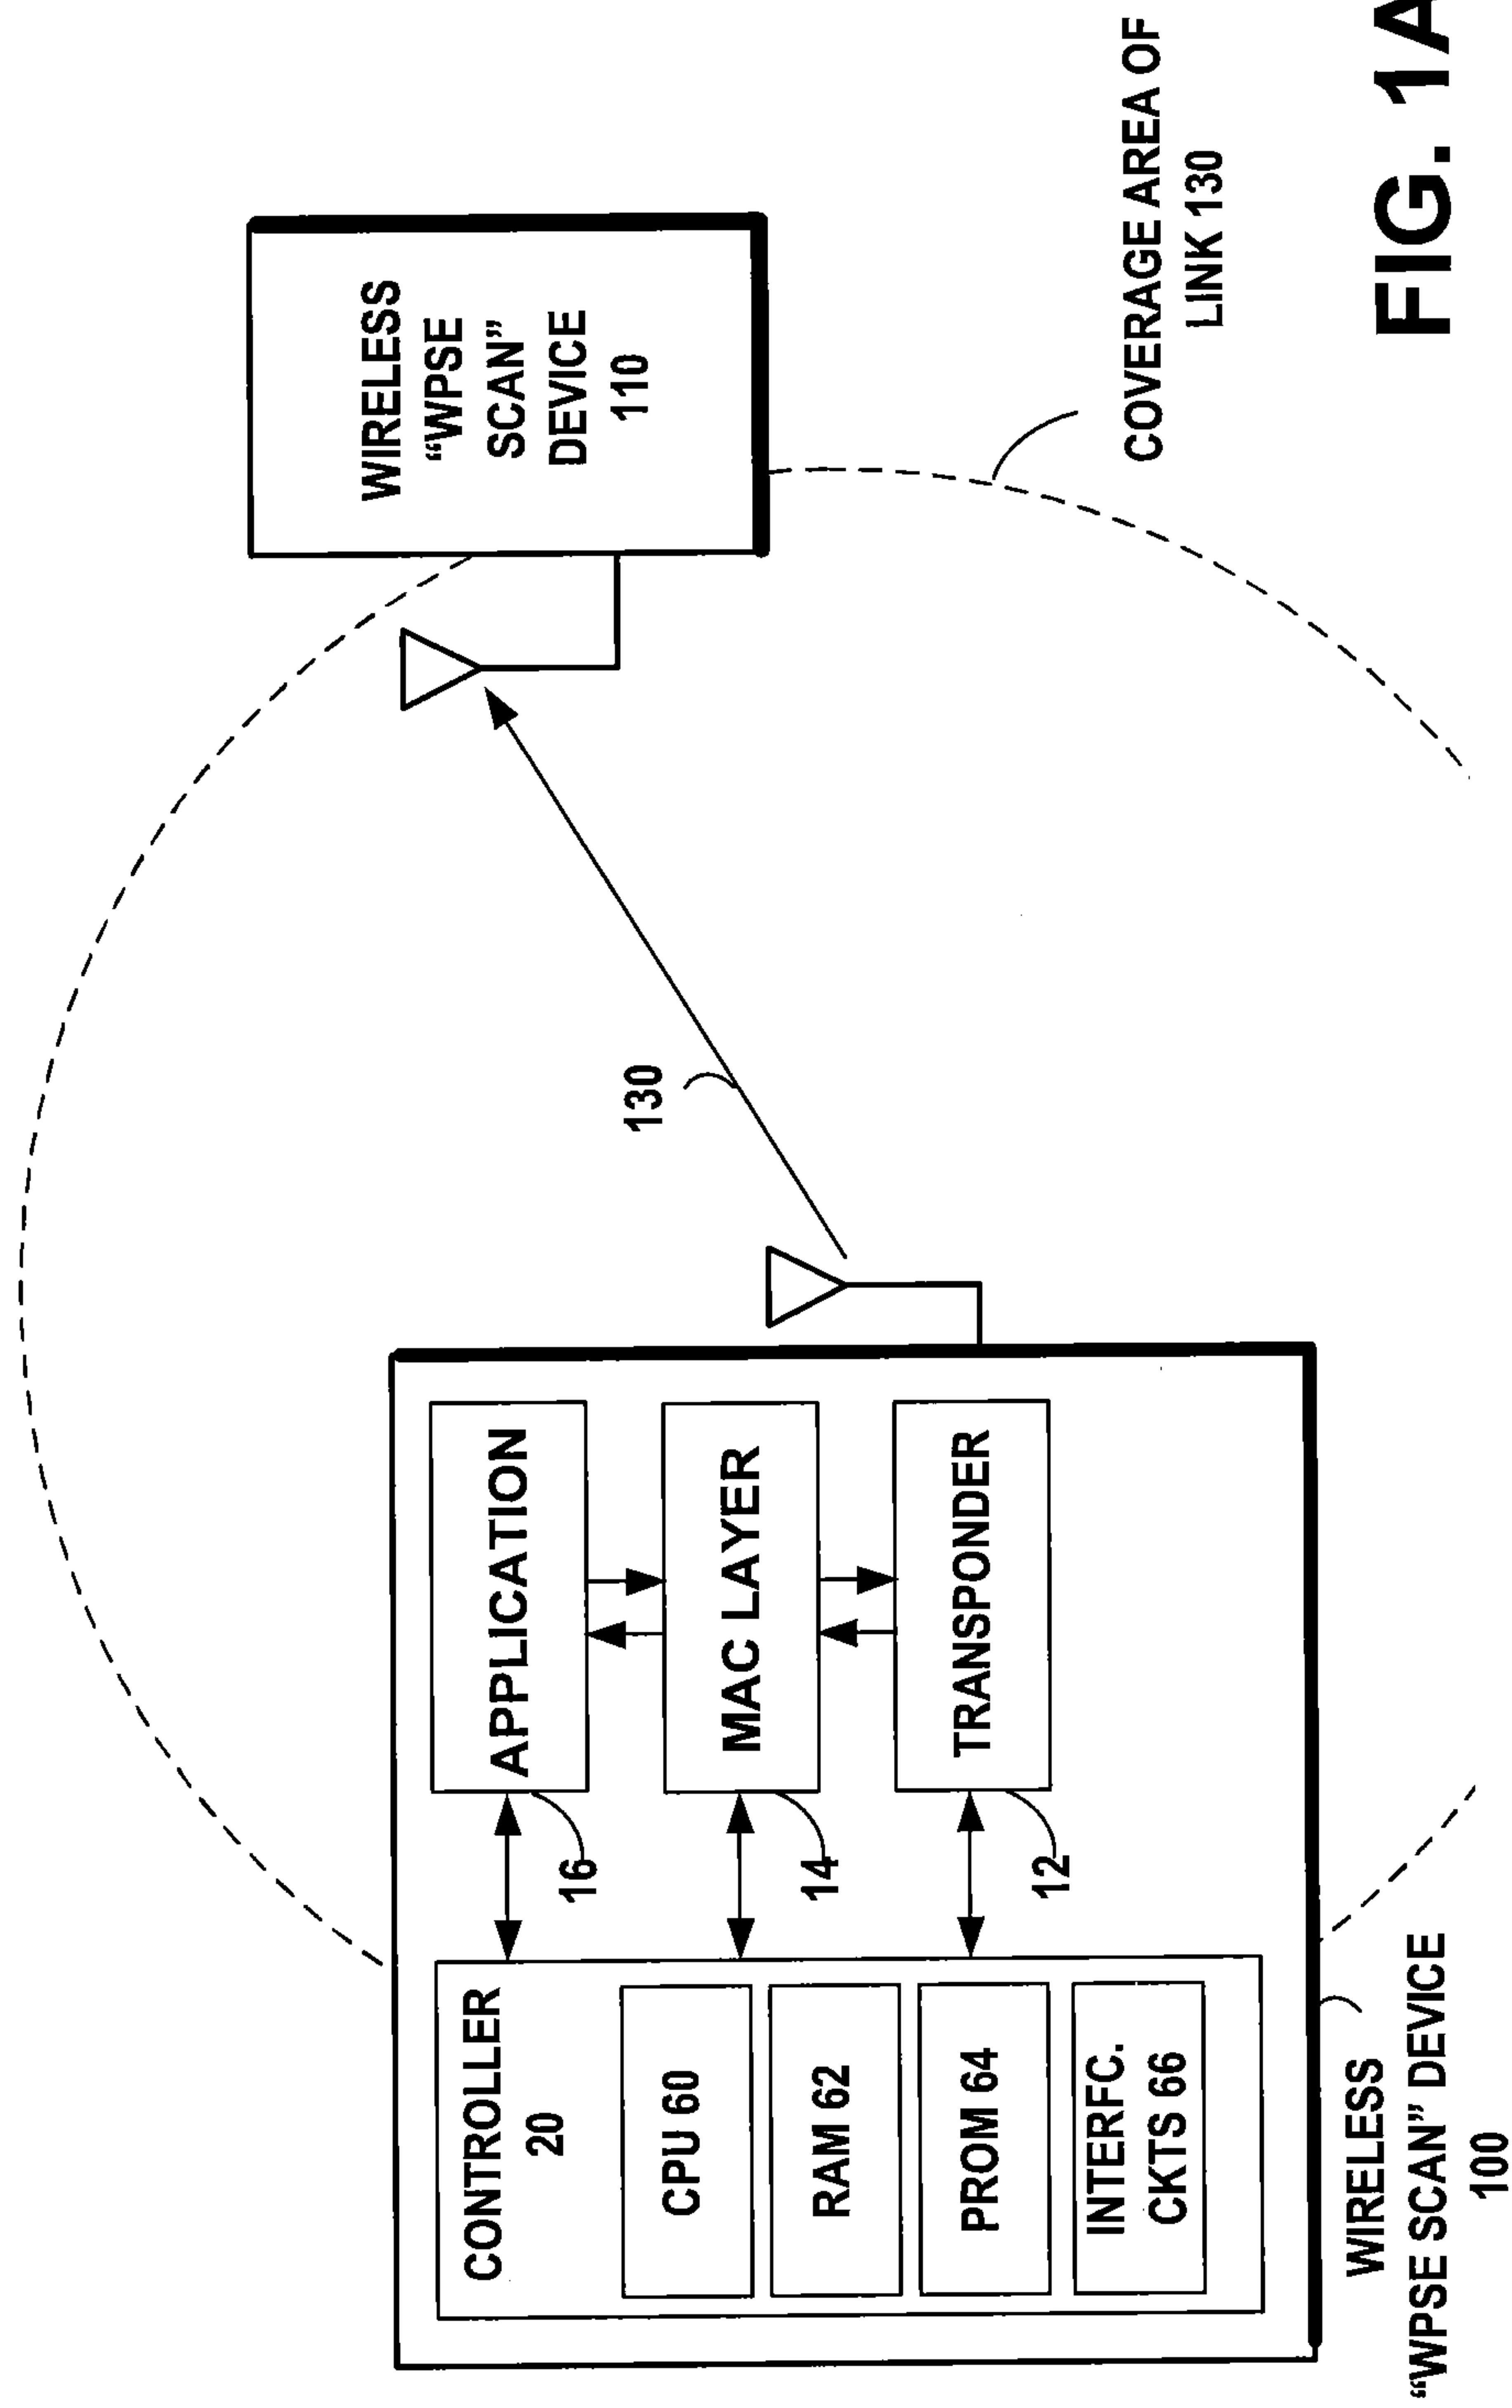 CONTROLLER
20
CPU 60
RAM 62
PROM 64
INTERFC.
CKTS 66
16
14
12
APPLICATION
MAC LAYER
TRANSPONDER
WIRELESS
“WPSE SCAN” DEVICE
100
130
WIRELESS
“WPSE
SCAN”
DEVICE
110
COVERAGE AREA OF
LINK 130
FIG. 1A